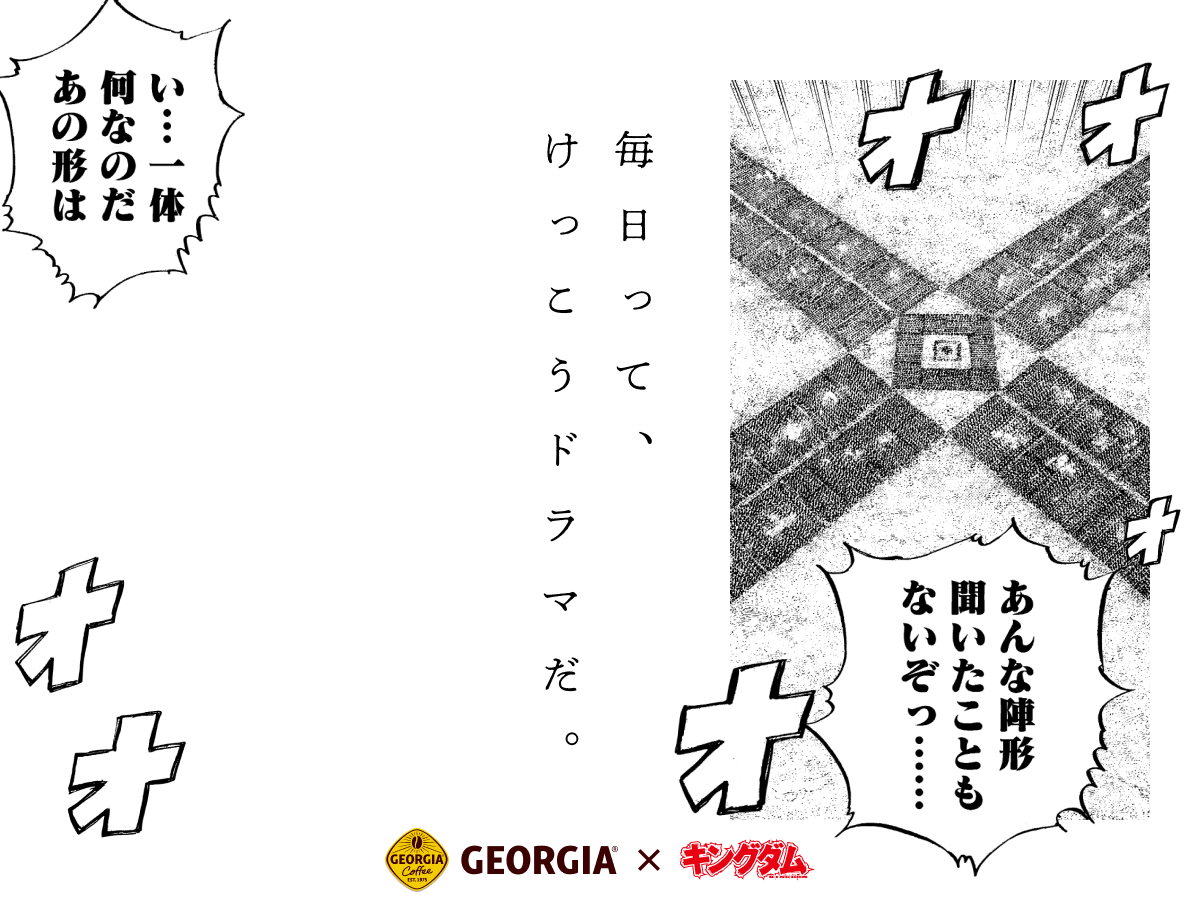 オ
オ
オ
あんな陣形
聞いたことも
ないぞっ……
オ
毎日って、
けっこうドラマだ。
い…一体
何なのだ
あの形は
オ
オ
GEORGIA
Coffee
EST. 1975
GEORGIA®
×
キングダム